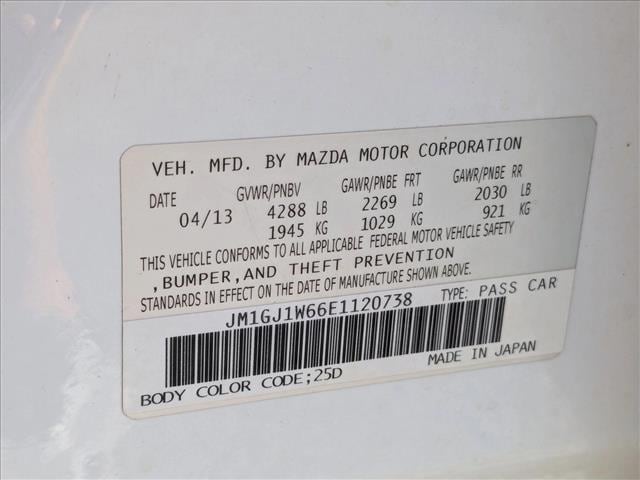 VEH. MFD. BY MAZDA MOTOR CORPORATION
DATE GVWR/PNBV GAWR/PNBE FRT GAWR/PNBE RR
04/13 4288 LB 2269 LB 2030 LB
1945 KG 1029 KG 921 KG
THIS VEHICLE CONFORMS TO ALL APPLICABLE FEDERAL MOTOR VEHICLE SAFETY
,BUMPER,AND THEFT PREVENTION
STANDARDS IN EFFECT ON THE DATE OF MANUFACTURE SHOWN ABOVE.
JM1GJ1W66E1120738 TYPE: PASS CAR
MADE IN JAPAN
BODY COLOR CODE;25D